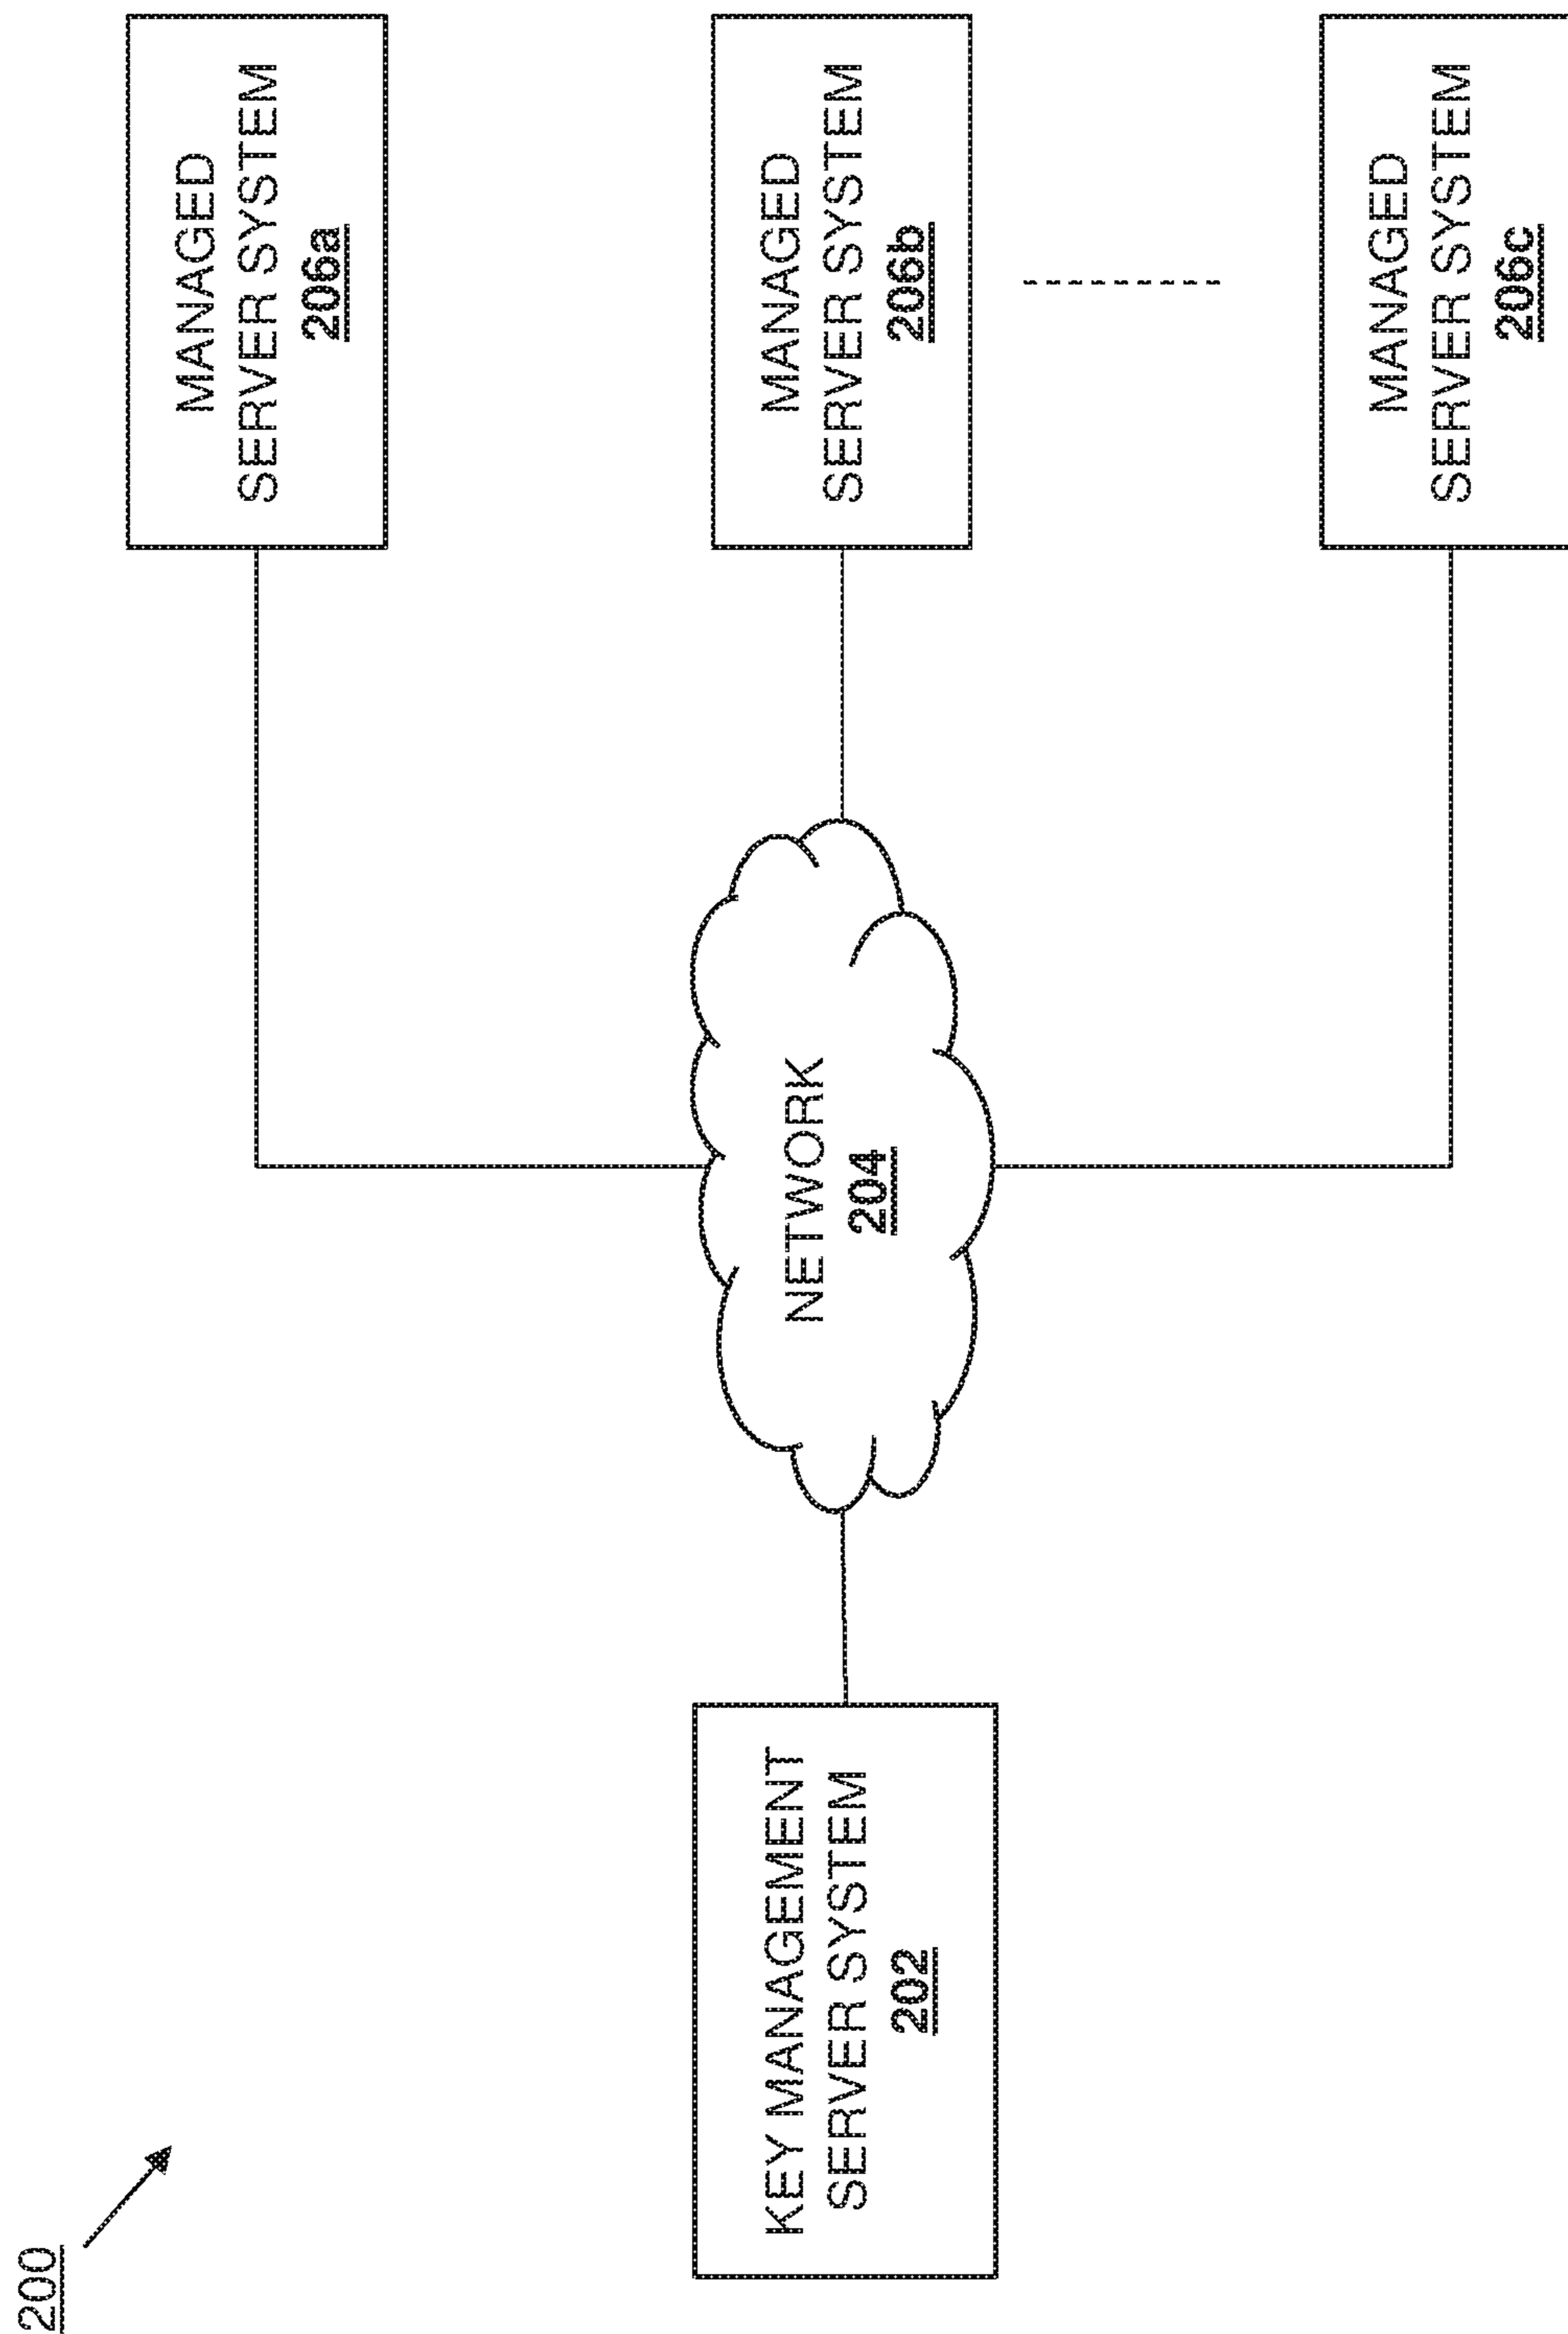 200
KEY MANAGEMENT
SERVER SYSTEM
202
NETWORK
204
MANAGED
SERVER SYSTEM
206a
MANAGED
SERVER SYSTEM
206b
MANAGED
SERVER SYSTEM
206c